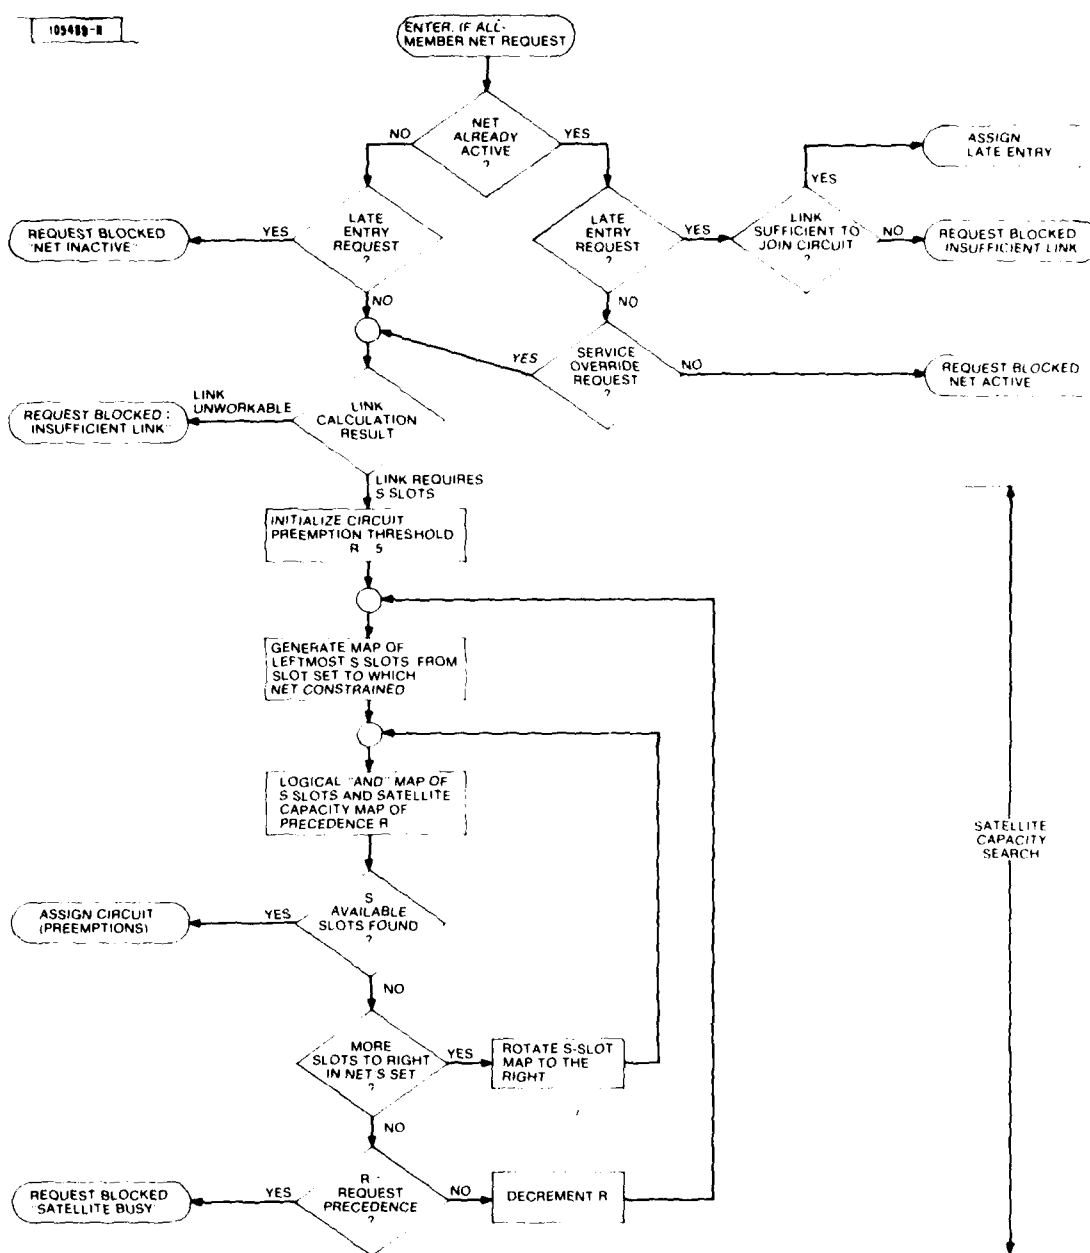 105489-N
ENTER. IF ALL-
MEMBER NET REQUEST
NET
ALREADY
ACTIVE
?
NO
YES
LATE
ENTRY
REQUEST
?
YES
REQUEST BLOCKED
"NET INACTIVE"
NO
LATE
ENTRY
REQUEST
?
YES
NO
LINK
SUFFICIENT TO
JOIN CIRCUIT
?
YES
ASSIGN
LATE ENTRY
NO
REQUEST BLOCKED
INSUFFICIENT LINK
SERVICE
OVERRIDE
REQUEST
?
YES
NO
REQUEST BLOCKED
NET ACTIVE
LINK
CALCULATION
RESULT
LINK
UNWORKABLE
REQUEST BLOCKED :
INSUFFICIENT LINK"
LINK REQUIRES
S SLOTS
INITIALIZE CIRCUIT
PREEMPTION THRESHOLD
R 5
GENERATE MAP OF
LEFTMOST S SLOTS FROM
SLOT SET TO WHICH
NET CONSTRAINED
LOGICAL "AND" MAP OF
S SLOTS AND SATELLITE
CAPACITY MAP OF
PRECEDENCE R
S
AVAILABLE
SLOTS FOUND
?
YES
ASSIGN CIRCUIT
(PREEMPTIONS)
NO
MORE
SLOTS TO RIGHT
IN NET S SET
?
YES
ROTATE S-SLOT
MAP TO THE
RIGHT
NO
R -
REQUEST
PRECEDENCE
?
YES
REQUEST BLOCKED
"SATELLITE BUSY"
NO
DECREMENT R
SATELLITE
CAPACITY
SEARCH